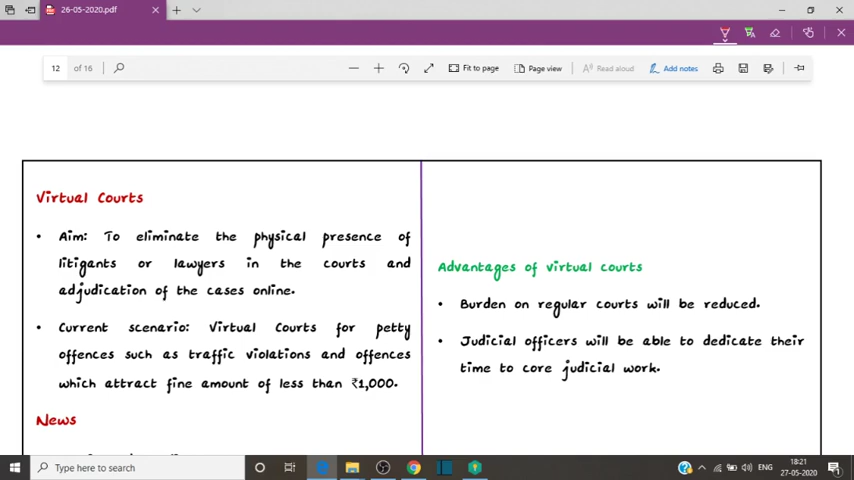 26-05-2020.pdf
12 of 16
Fit to page
Page view
Read aloud
Add notes
Virtual Courts
• Aim: To eliminate the physical presence of
litigants or lawyers in the courts and
adjudication of the cases online.
• Current scenario: Virtual Courts for petty
offences such as traffic violations and offences
which attract fine amount of less than ₹1,000.
News
Advantages of virtual courts
• Burden on regular courts will be reduced.
• Judicial officers will be able to dedicate their
time to core judicial work.
Type here to search
ENG
18:21
27-05-2020